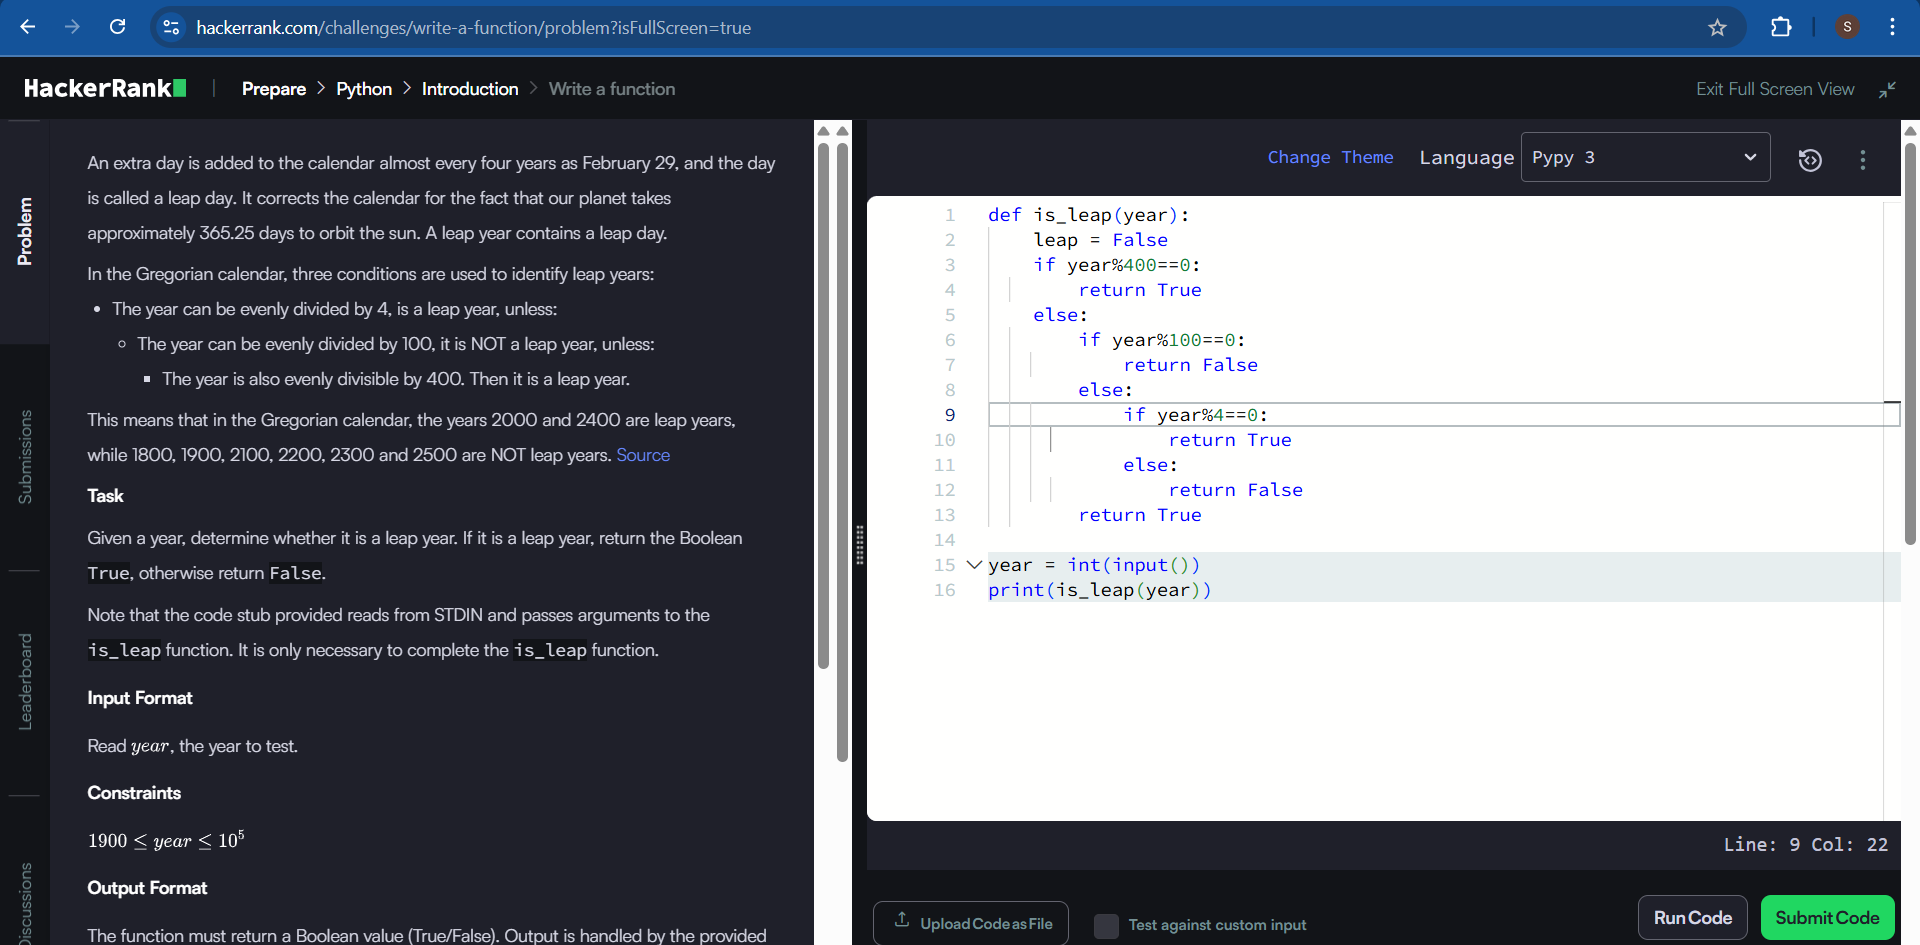 hackerrank.com/challenges/write-a-function/problem?isFullScreen=true
S
HackerRank
Prepare > Python > Introduction > Write a function
Exit Full Screen View
Problem
Submissions
Leaderboard
Discussions
An extra day is added to the calendar almost every four years as February 29, and the day
is called a leap day. It corrects the calendar for the fact that our planet takes
approximately 365.25 days to orbit the sun. A leap year contains a leap day.
In the Gregorian calendar, three conditions are used to identify leap years:
• The year can be evenly divided by 4, is a leap year, unless:
◦ The year can be evenly divided by 100, it is NOT a leap year, unless:
▪ The year is also evenly divisible by 400. Then it is a leap year.
This means that in the Gregorian calendar, the years 2000 and 2400 are leap years,
while 1800, 1900, 2100, 2200, 2300 and 2500 are NOT leap years. Source
Task
Given a year, determine whether it is a leap year. If it is a leap year, return the Boolean
True, otherwise return False.
Note that the code stub provided reads from STDIN and passes arguments to the
is_leap function. It is only necessary to complete the is_leap function.
Input Format
Read year, the year to test.
Constraints
1900 ≤ year ≤ 10⁵
Output Format
The function must return a Boolean value (True/False). Output is handled by the provided
Change Theme Language Pypy 3
1 def is_leap(year):
2     leap = False
3     if year%400==0:
4         return True
5     else:
6         if year%100==0:
7             return False
8         else:
9             if year%4==0:
10                 return True
11             else:
12                 return False
13         return True
14
15 year = int(input())
16 print(is_leap(year))
Line: 9 Col: 22
Upload Code as File
Test against custom input
Run Code
Submit Code